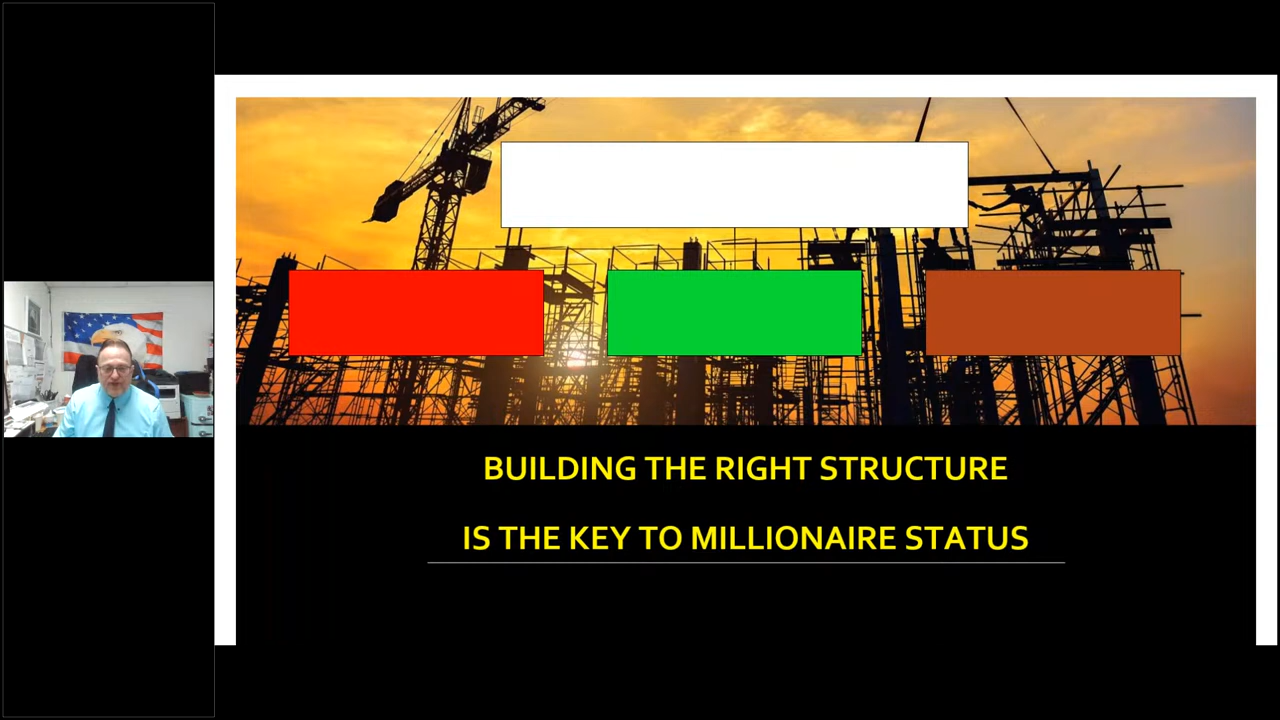 BUILDING THE RIGHT STRUCTURE
IS THE KEY TO MILLIONAIRE STATUS